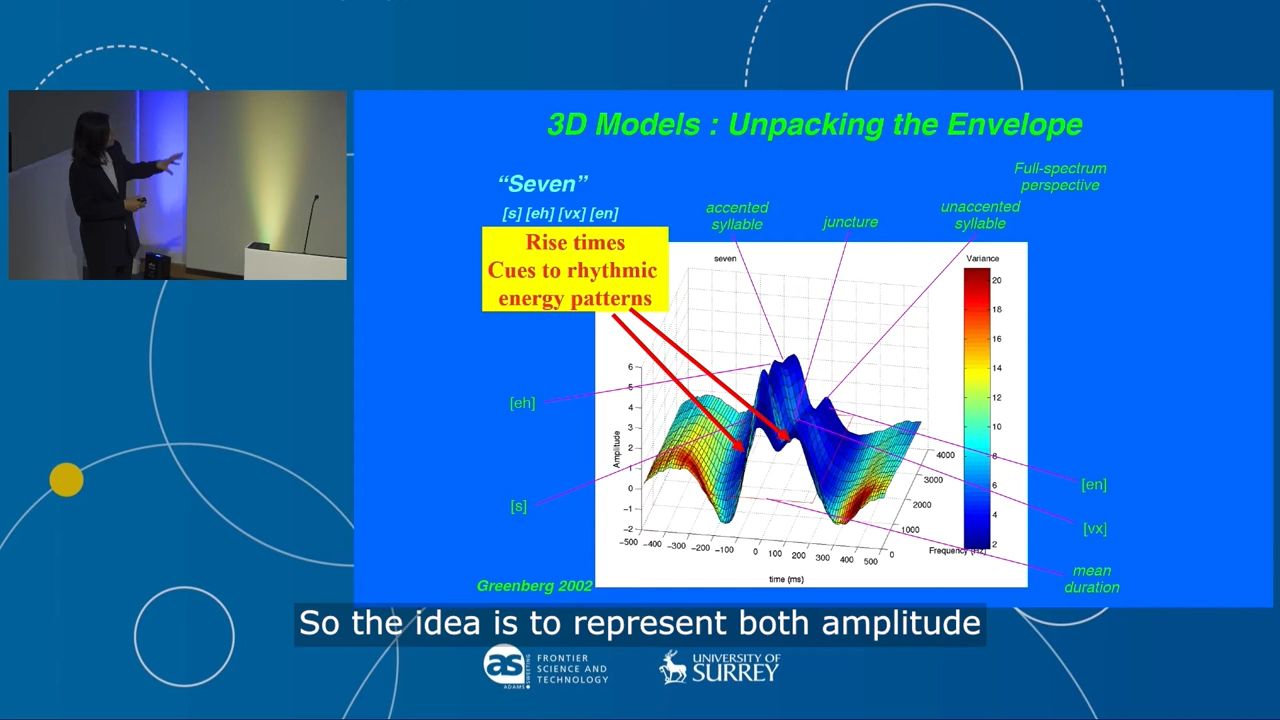 3D Models : Unpacking the Envelope
"Seven"
[s] [eh] [vx] [en]
Full-spectrum
perspective
accented
syllable
juncture
unaccented
syllable
Rise times
Cues to rhythmic
energy patterns
seven
Variance
20
18
16
14
12
10
8
6
4
2
6
5
4
3
2
1
0
−1
−2
Amplitude
[eh]
[s]
[en]
[vx]
mean
duration
4000
3000
2000
1000
0
−500 −400 −300 −200 −100 0 100 200 300 400 500
time (ms)
Greenberg 2002
So the idea is to represent both amplitude
as
ADAMS
SWEETING
FRONTIER
SCIENCE AND
TECHNOLOGY
UNIVERSITY OF
SURREY